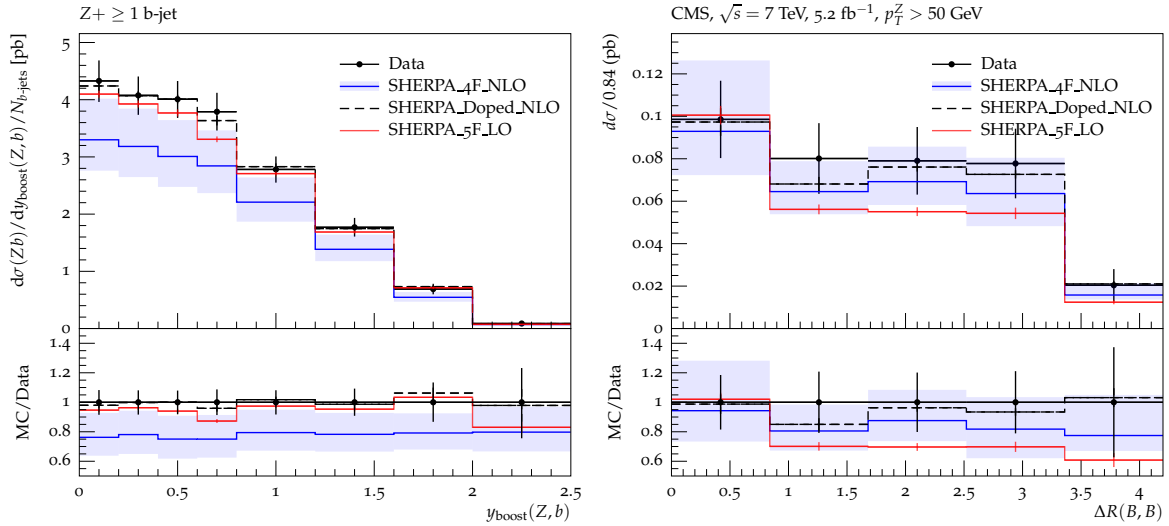 Z+ ≥ 1 b-jet
dσ(Zb)/dy_boost(Z, b)/N_b-jets [pb]
5
4
3
2
1
0
Data
SHERPA_4F_NLO
SHERPA_Doped_NLO
SHERPA_5F_LO
MC/Data
1.4
1.2
1
0.8
0.6
0 0.5 1 1.5 2 2.5
y_boost(Z, b)
CMS, √s = 7 TeV, 5.2 fb⁻¹, p_T^Z > 50 GeV
dσ/0.84 (pb)
0.12
0.1
0.08
0.06
0.04
0.02
0
Data
SHERPA_4F_NLO
SHERPA_Doped_NLO
SHERPA_5F_LO
MC/Data
1.4
1.2
1
0.8
0.6
0 0.5 1 1.5 2 2.5 3 3.5 4
ΔR(B, B)